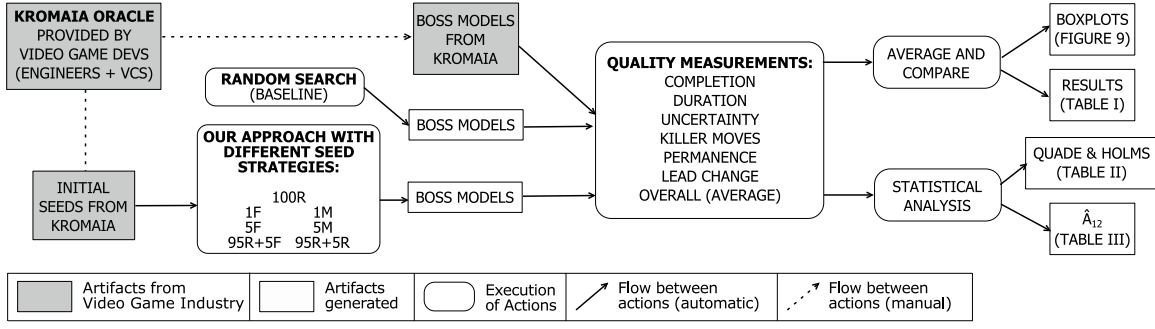 KROMAIA ORACLE
PROVIDED BY
VIDEO GAME DEVS
(ENGINEERS + VCS)
BOSS MODELS
FROM
KROMAIA
RANDOM SEARCH
(BASELINE)
BOSS MODELS
OUR APPROACH WITH
DIFFERENT SEED
STRATEGIES:
100R
1F 1M
5F 5M
95R+5F 95R+5R
INITIAL
SEEDS FROM
KROMAIA
BOSS MODELS
QUALITY MEASUREMENTS:
COMPLETION
DURATION
UNCERTAINTY
KILLER MOVES
PERMANENCE
LEAD CHANGE
OVERALL (AVERAGE)
AVERAGE AND
COMPARE
BOXPLOTS
(FIGURE 9)
RESULTS
(TABLE I)
STATISTICAL
ANALYSIS
QUADE & HOLMS
(TABLE II)
Â12
(TABLE III)
Artifacts from
Video Game Industry
Artifacts
generated
Execution
of Actions
Flow between
actions (automatic)
Flow between
actions (manual)